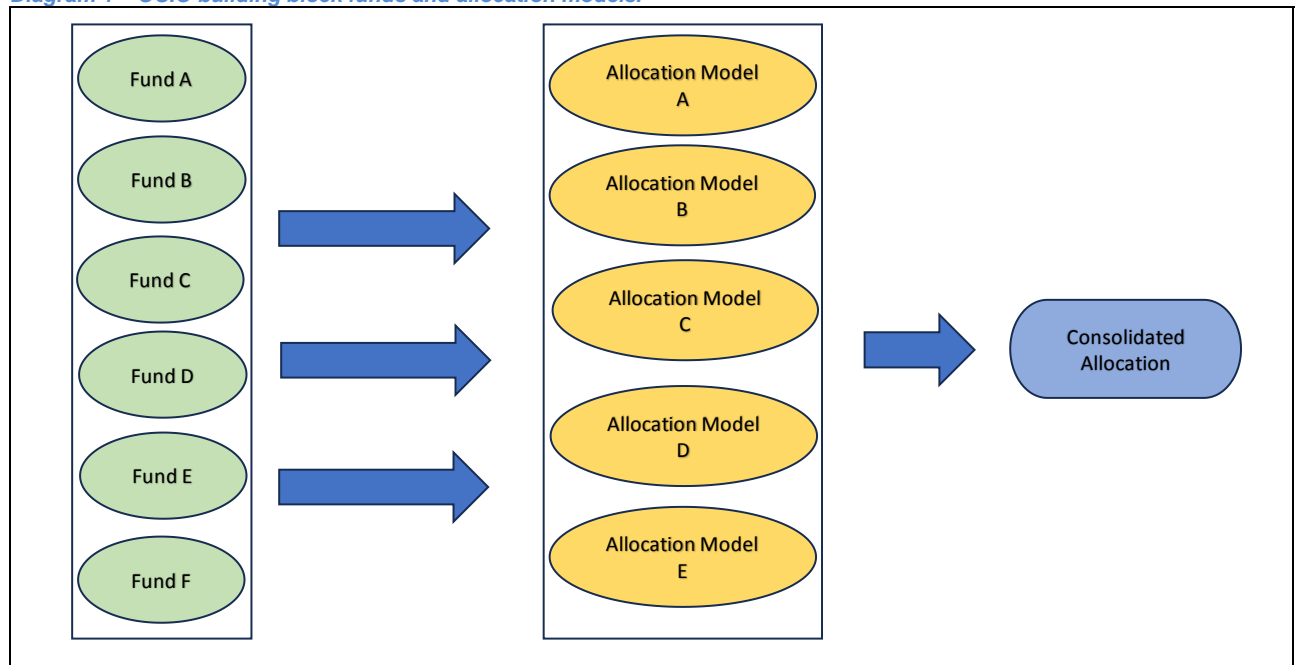 Fund A
Fund B
Fund C
Fund D
Fund E
Fund F
Allocation Model
A
Allocation Model
B
Allocation Model
C
Allocation Model
D
Allocation Model
E
Consolidated
Allocation